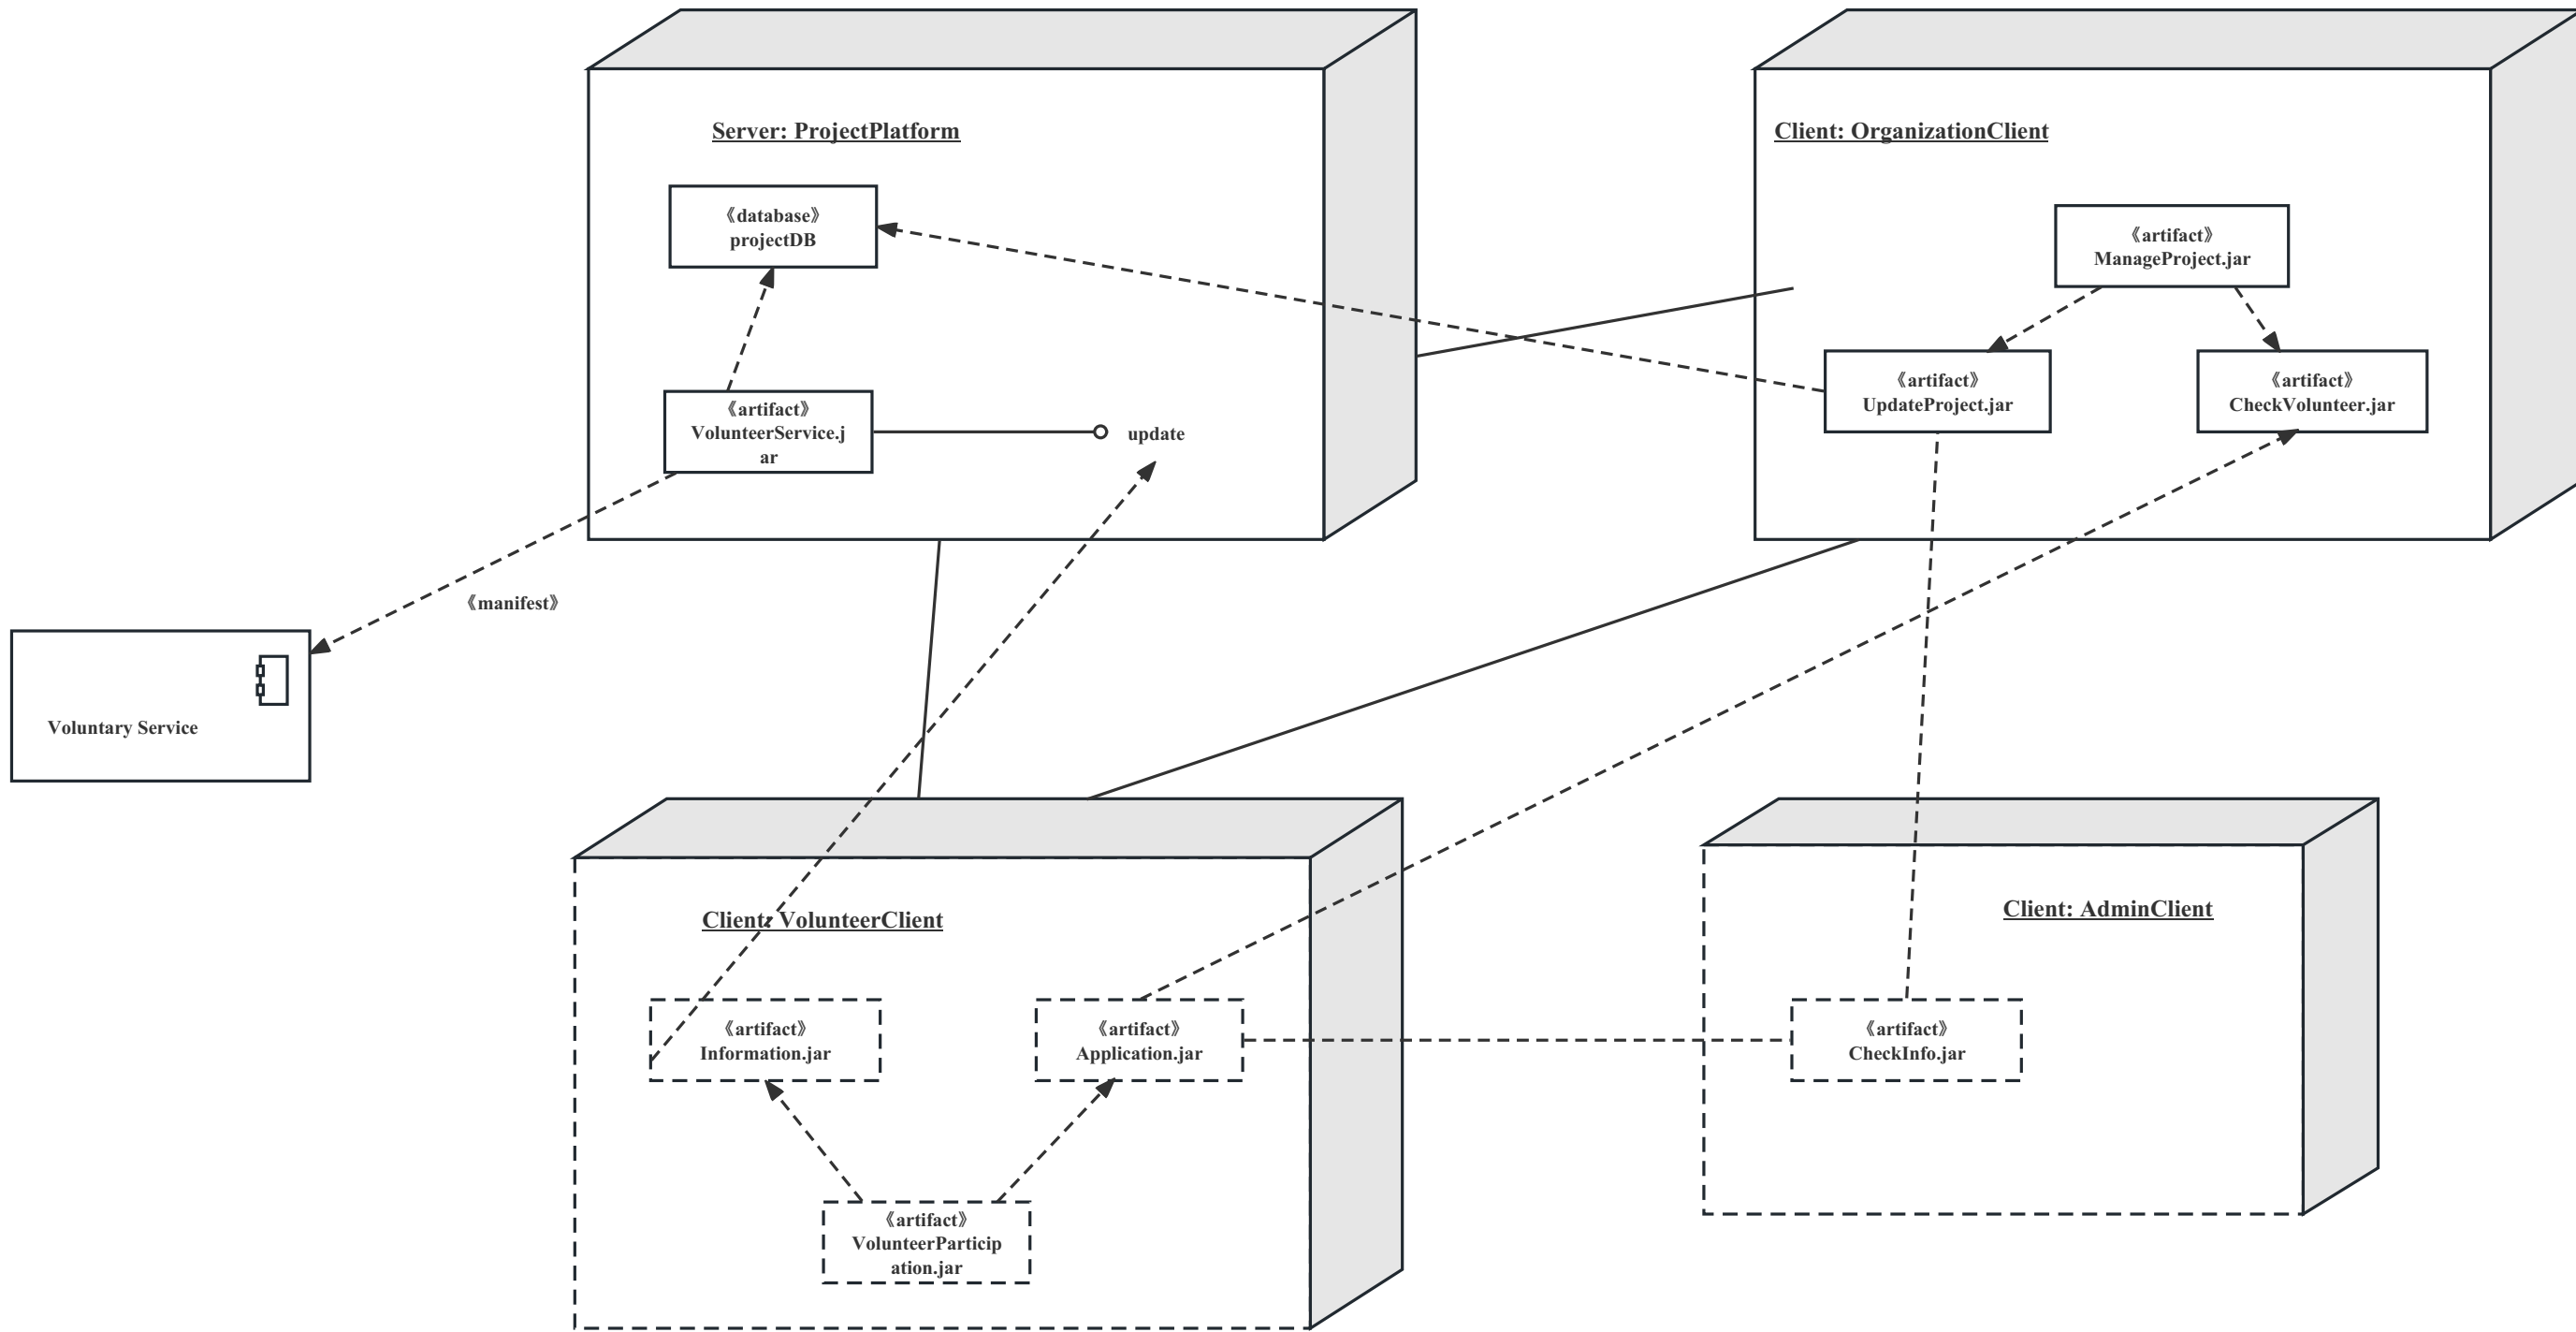 Server: ProjectPlatform
《database》
projectDB
《artifact》
VolunteerService.j
ar
update
Client: OrganizationClient
《artifact》
ManageProject.jar
《artifact》
UpdateProject.jar
《artifact》
CheckVolunteer.jar
《manifest》
Voluntary Service
Client: VolunteerClient
《artifact》
Information.jar
《artifact》
Application.jar
《artifact》
VolunteerParticip
ation.jar
Client: AdminClient
《artifact》
CheckInfo.jar